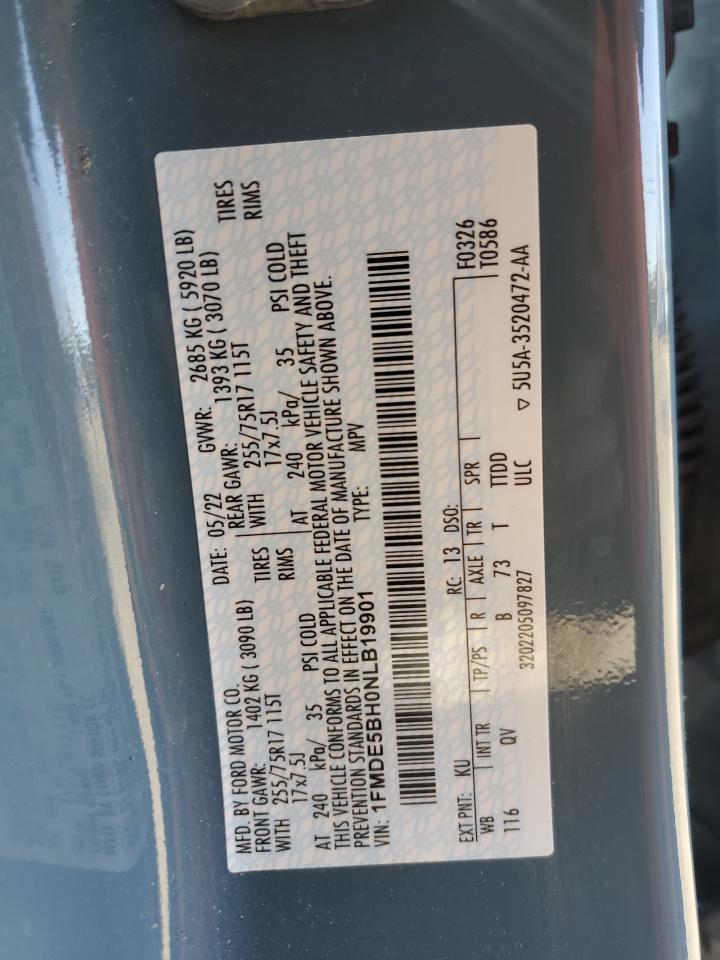 MFD. BY FORD MOTOR CO. DATE: 05/22 GVWR: 2685 KG ( 5920 LB)
FRONT GAWR: 1402 KG ( 3090 LB) REAR GAWR: 1393 KG ( 3070 LB)
WITH 255/75R17 115T TIRES WITH 255/75R17 115T TIRES
17x7.5J RIMS 17x7.5J RIMS
AT 240 kPa/ 35 PSI COLD AT 240 kPa/ 35 PSI COLD
THIS VEHICLE CONFORMS TO ALL APPLICABLE FEDERAL MOTOR VEHICLE SAFETY AND THEFT
PREVENTION STANDARDS IN EFFECT ON THE DATE OF MANUFACTURE SHOWN ABOVE.
VIN: 1FMDE5BH0NLB19901 TYPE: MPV
EXT PNT: KU RC: 13 DSO: F0326
WB INT TR TP/PS R AXLE TR SPR T0586
116 QV B 73 T TTDD
3202205097827 ULC ▽ 5U5A-3520472-AA